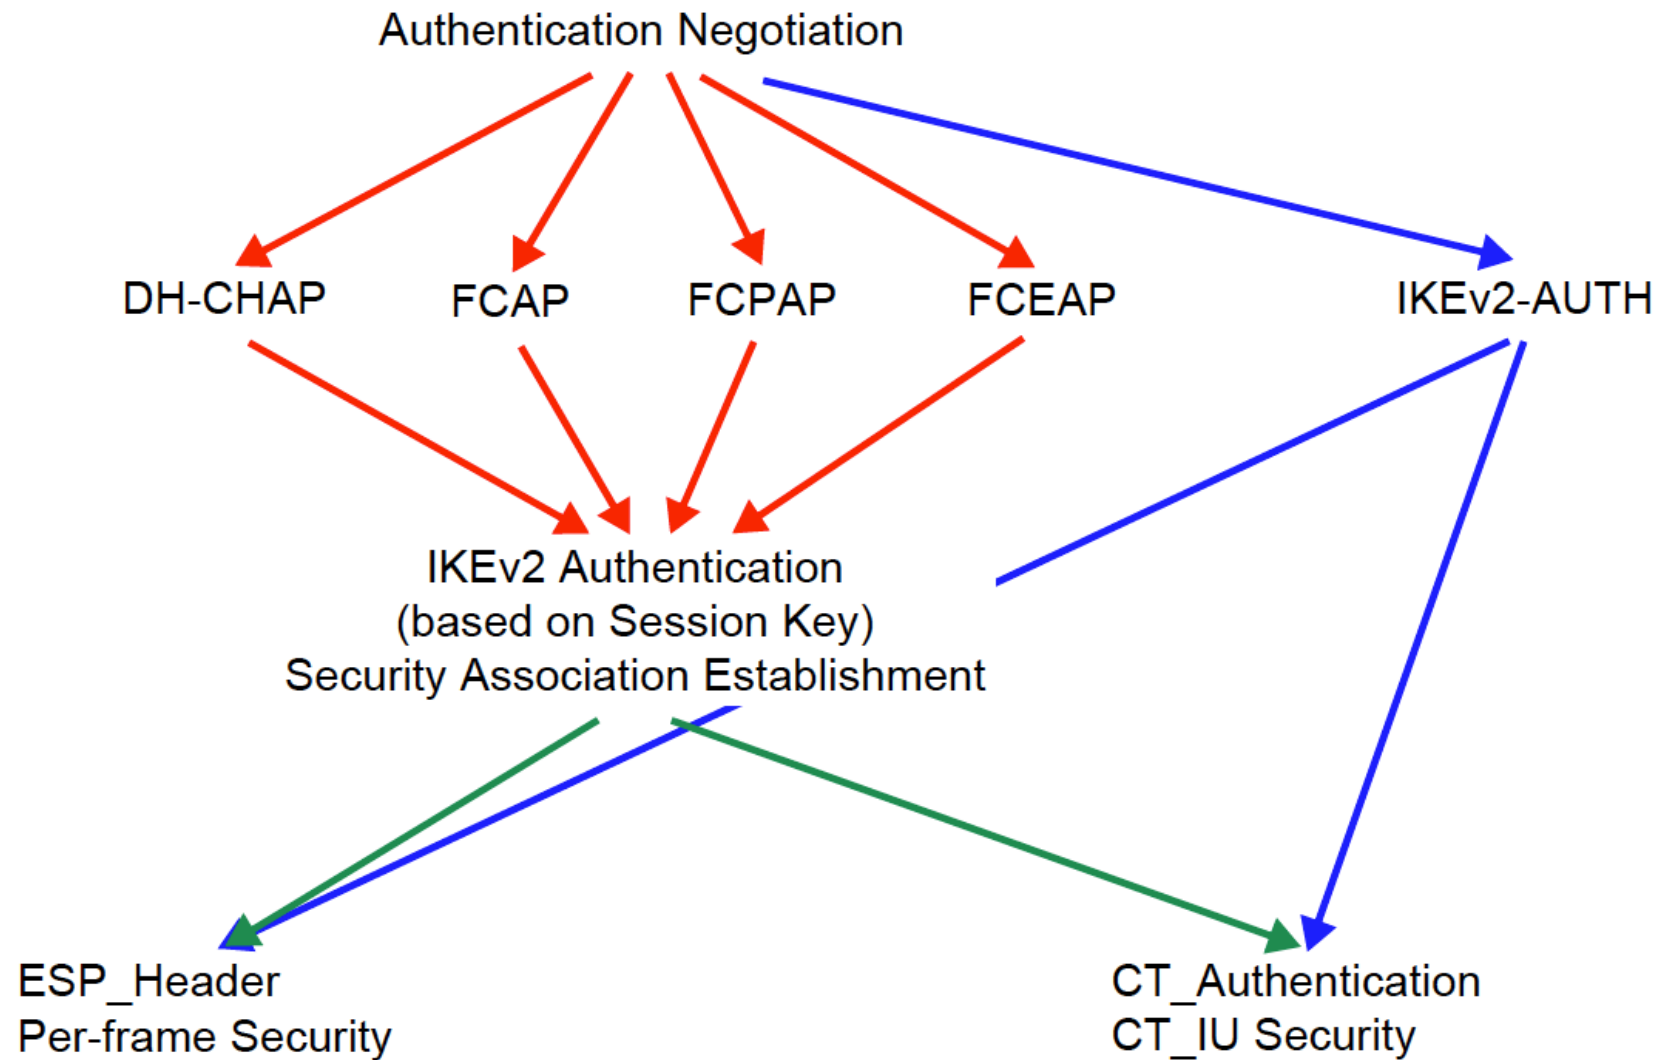 Authentication Negotiation
DH-CHAP
FCAP
FCPAP
FCEAP
IKEv2-AUTH
IKEv2 Authentication
(based on Session Key)
Security Association Establishment
ESP_Header
Per-frame Security
CT_Authentication
CT_IU Security